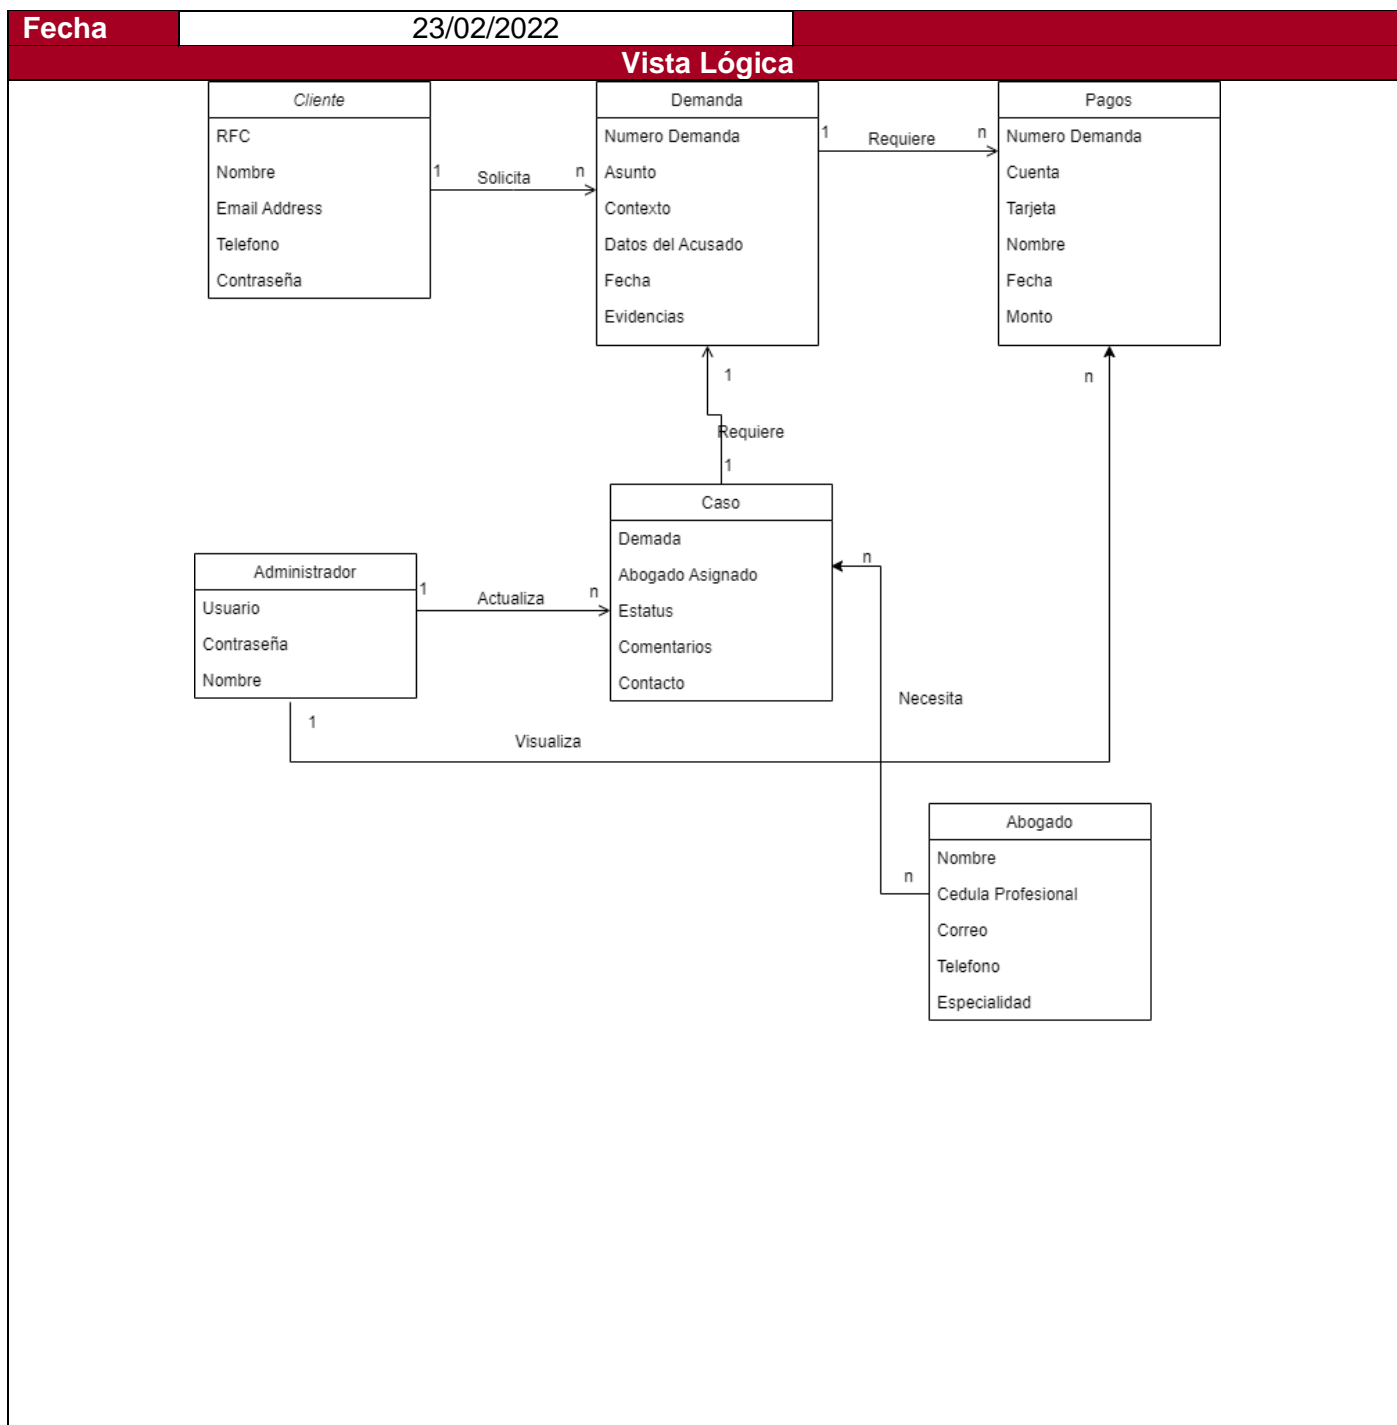 Fecha 23/02/2022
Vista Lógica
Cliente
RFC
Nombre
Email Address
Telefono
Contraseña
1 Solicita n
Demanda
Numero Demanda
Asunto
Contexto
Datos del Acusado
Fecha
Evidencias
1 Requiere n
Pagos
Numero Demanda
Cuenta
Tarjeta
Nombre
Fecha
Monto
1
Requiere
1
n
Caso
Demada
Abogado Asignado
Estatus
Comentarios
Contacto
Administrador
Usuario
Contraseña
Nombre
1 Actualiza n
n
Necesita
1
Visualiza
n
Abogado
Nombre
Cedula Profesional
Correo
Telefono
Especialidad